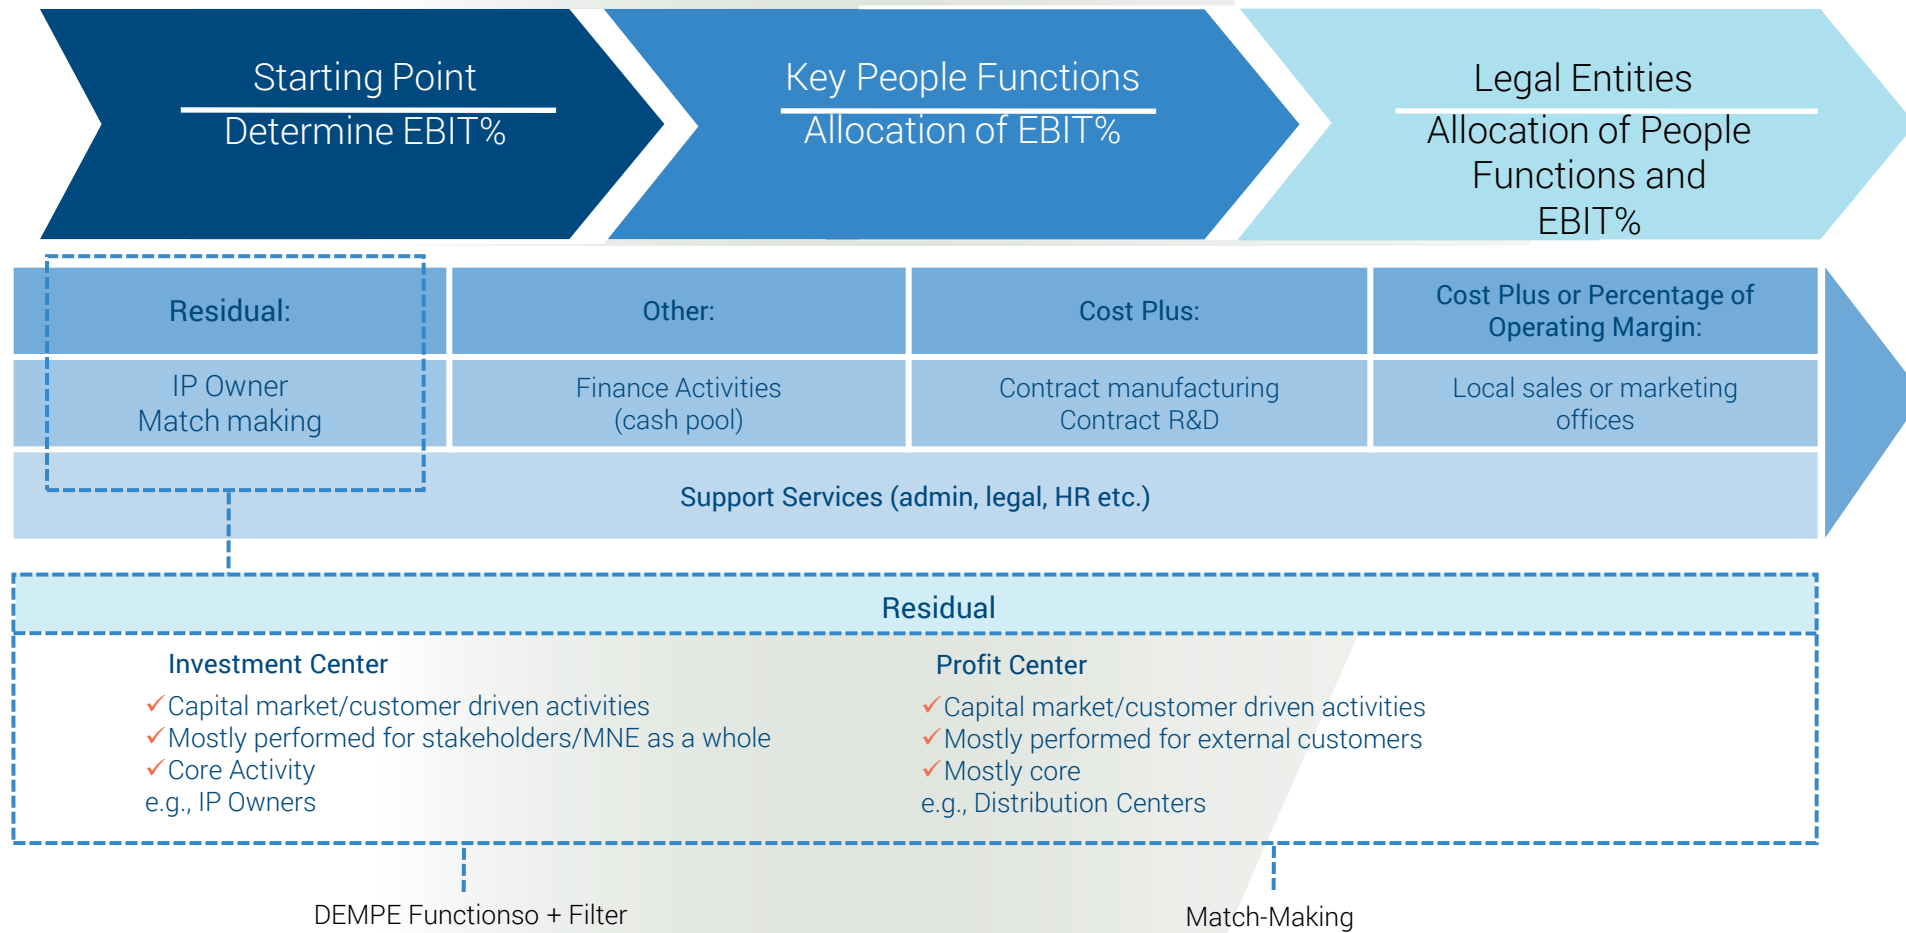 Starting Point
Determine EBIT%
Key People Functions
Allocation of EBIT%
Legal Entities
Allocation of People
Functions and
EBIT%
Residual:
Other:
Cost Plus:
Cost Plus or Percentage of
Operating Margin:
IP Owner
Match making
Finance Activities
(cash pool)
Contract manufacturing
Contract R&D
Local sales or marketing
offices
Support Services (admin, legal, HR etc.)
Residual
Investment Center
✓Capital market/customer driven activities
✓Mostly performed for stakeholders/MNE as a whole
✓Core Activity
e.g., IP Owners
Profit Center
✓Capital market/customer driven activities
✓Mostly performed for external customers
✓Mostly core
e.g., Distribution Centers
DEMPE Functionso + Filter
Match-Making